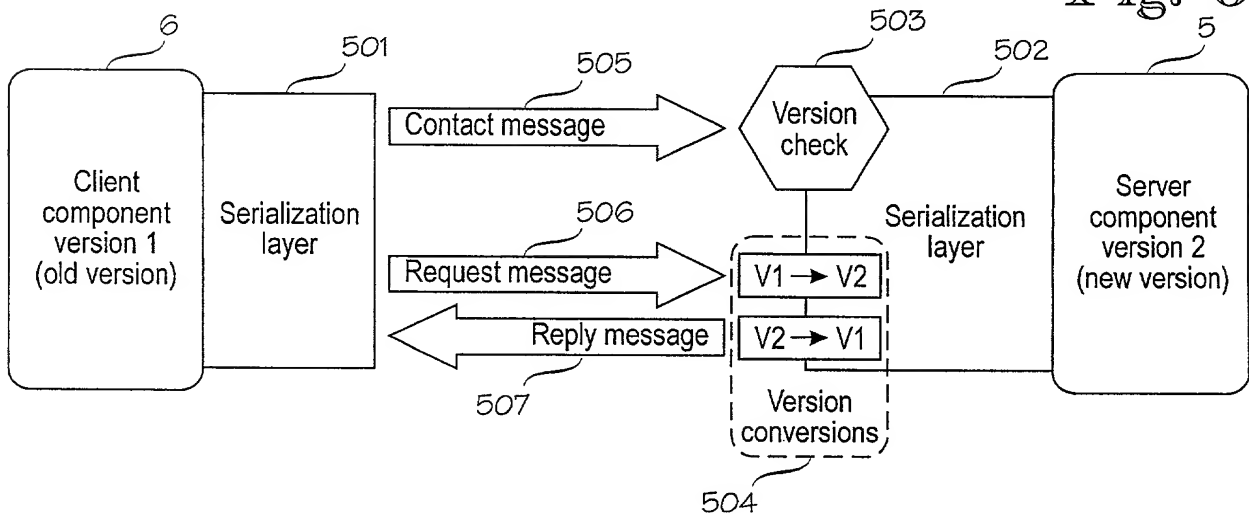 6
501
505
503
502
5
Client
component
version 1
(old version)
Serialization
layer
Contact message
Version
check
506
Request message
V1 → V2
Reply message
V2 → V1
507
Version
conversions
504
Serialization
layer
Server
component
version 2
(new version)